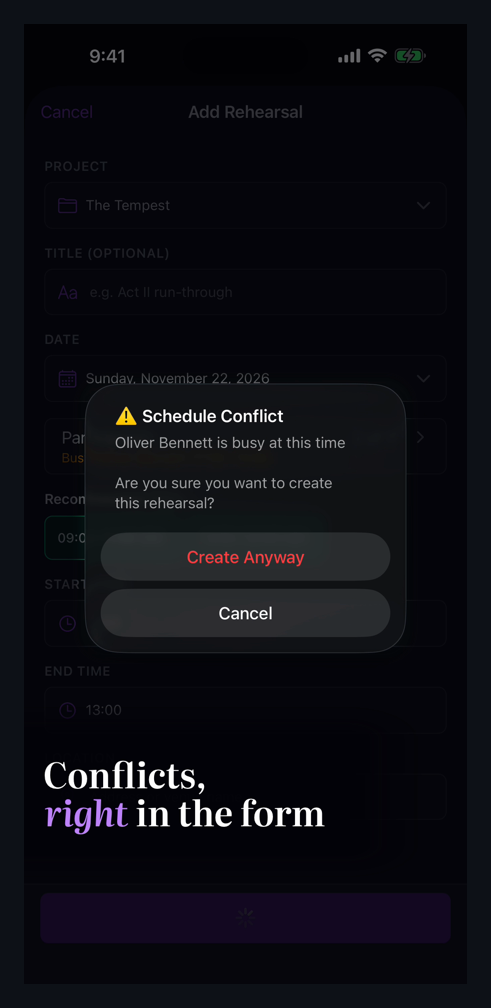 9:41
Cancel
Add Rehearsal
PROJECT
The Tempest
TITLE (OPTIONAL)
Aa e.g. Act II run-through
DATE
Sunday, November 22, 2026
⚠️ Schedule Conflict
Oliver Bennett is busy at this time
Are you sure you want to create
this rehearsal?
Create Anyway
Cancel
END TIME
13:00
Conflicts,
right in the form